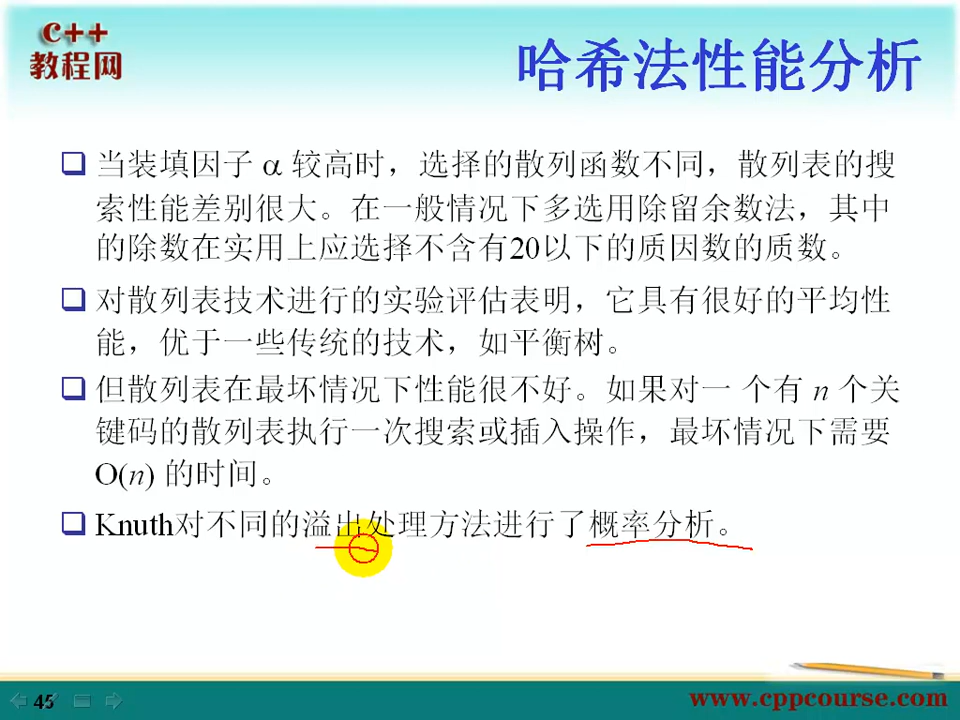 C++
教程网
哈希法性能分析
当装填因子 α 较高时，选择的散列函数不同，散列表的搜
索性能差别很大。在一般情况下多选用除留余数法，其中
的除数在实用上应选择不含有20以下的质因数的质数。
对散列表技术进行的实验评估表明，它具有很好的平均性
能，优于一些传统的技术，如平衡树。
但散列表在最坏情况下性能很不好。如果对一 个有 n 个关
键码的散列表执行一次搜索或插入操作，最坏情况下需要
O(n) 的时间。
Knuth对不同的溢出处理方法进行了概率分析。
45
www.cppcourse.com